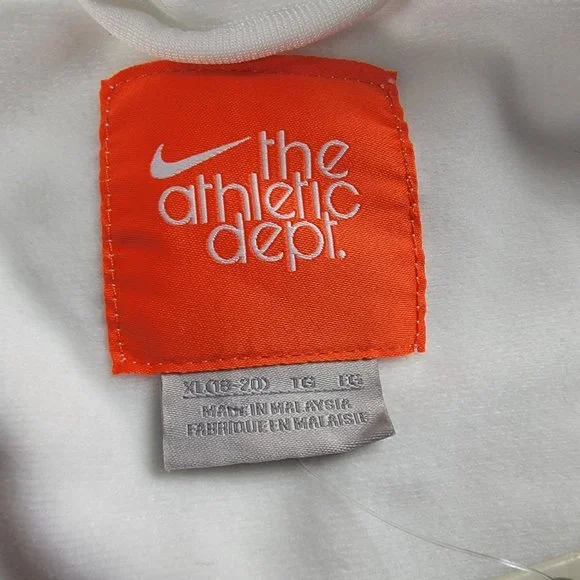 the
athletic
dept.
XL(18-20) TG EG
MADE IN MALAYSIA
FABRIQUE EN MALAISIE